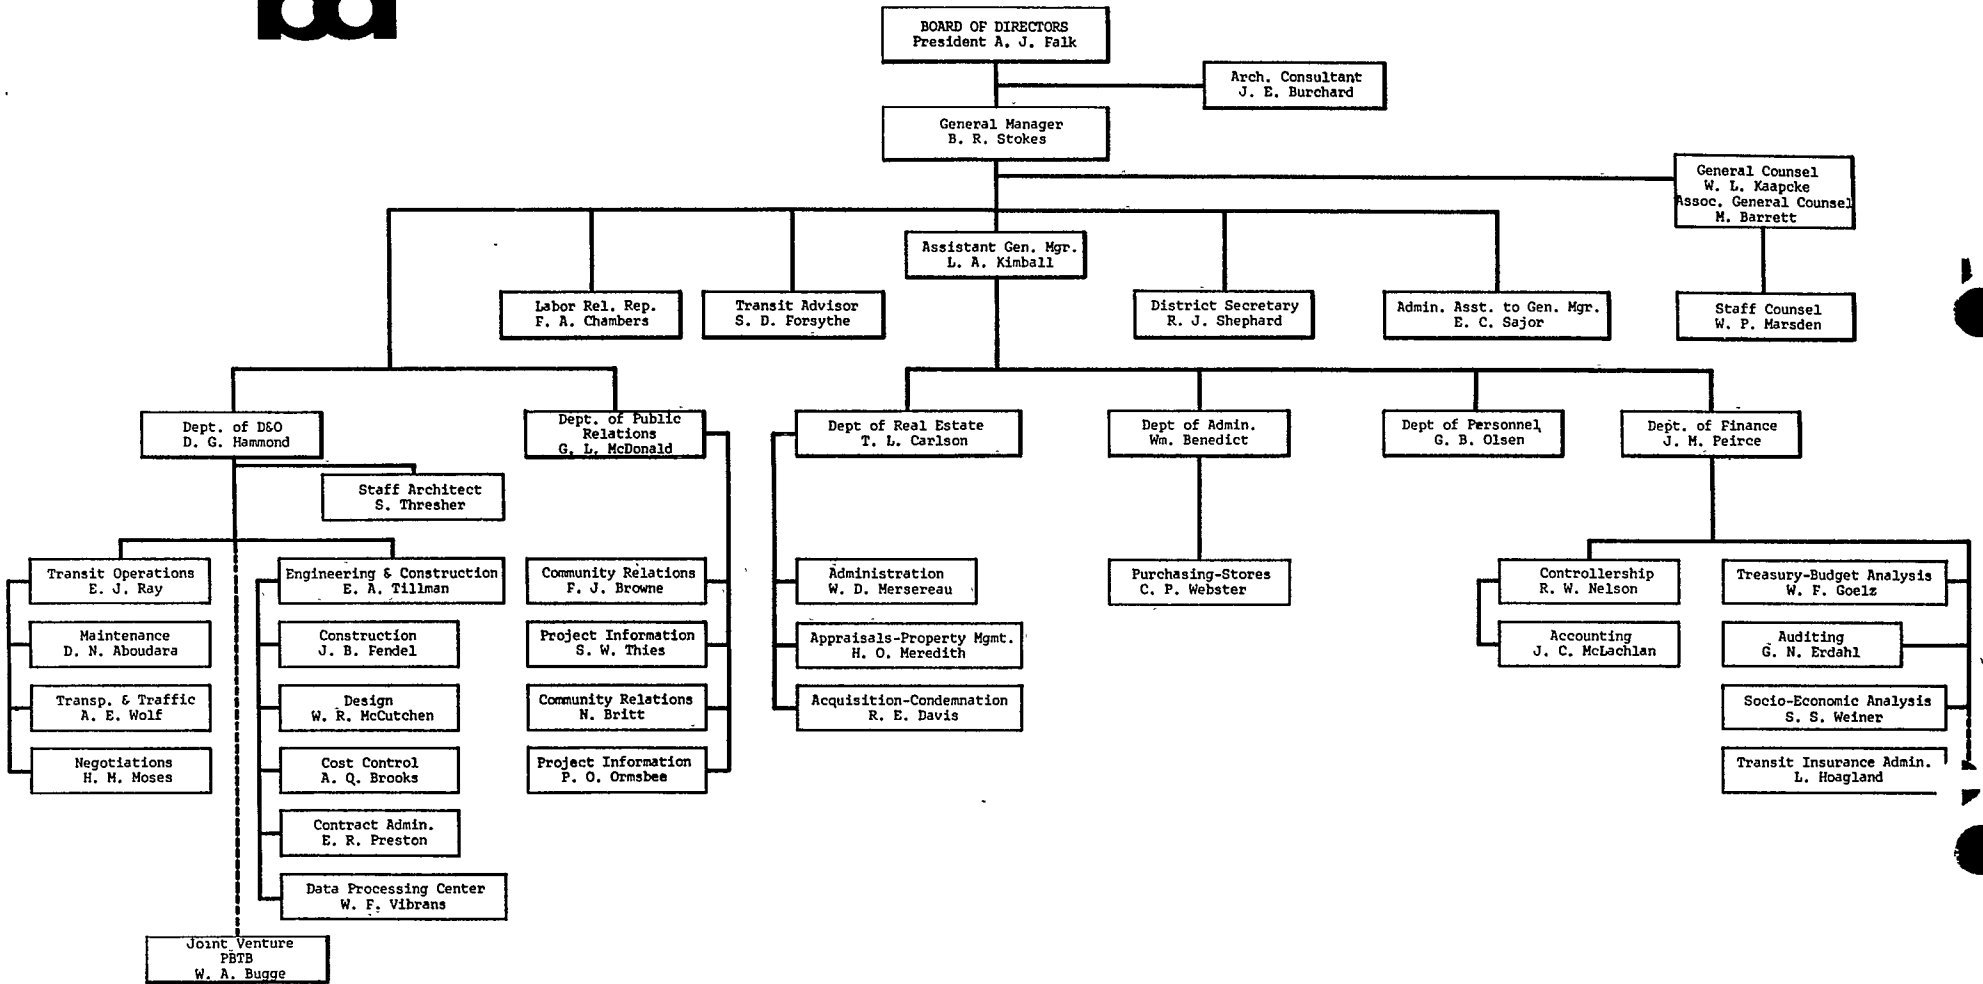 BOARD OF DIRECTORS
President A. J. Falk
Arch. Consultant
J. E. Burchard
General Manager
B. R. Stokes
General Counsel
W. L. Kaapcke
Assoc. General Counsel
M. Barrett
Assistant Gen. Mgr.
L. A. Kimball
Labor Rel. Rep.
F. A. Chambers
Transit Advisor
S. D. Forsythe
District Secretary
R. J. Shephard
Admin. Asst. to Gen. Mgr.
E. C. Sajor
Staff Counsel
W. P. Marsden
Dept. of D&O
D. G. Hammond
Dept. of Public
Relations
G. L. McDonald
Dept of Real Estate
T. L. Carlson
Dept of Admin.
Wm. Benedict
Dept of Personnel
G. B. Olsen
Dept. of Finance
J. M. Peirce
Staff Architect
S. Thresher
Transit Operations
E. J. Ray
Engineering & Construction
E. A. Tillman
Community Relations
F. J. Browne
Administration
W. D. Mersereau
Purchasing-Stores
C. P. Webster
Controllership
R. W. Nelson
Treasury-Budget Analysis
W. F. Goelz
Maintenance
D. N. Aboudara
Construction
J. B. Fendel
Project Information
S. W. Thies
Appraisals-Property Mgmt.
H. O. Meredith
Accounting
J. C. McLachlan
Auditing
G. N. Erdahl
Transp. & Traffic
A. E. Wolf
Design
W. R. McCutchen
Community Relations
N. Britt
Acquisition-Condemnation
R. E. Davis
Socio-Economic Analysis
S. S. Weiner
Negotiations
H. M. Moses
Cost Control
A. Q. Brooks
Project Information
P. O. Ormsbee
Transit Insurance Admin.
L. Hoagland
Contract Admin.
E. R. Preston
Data Processing Center
W. F. Vibrans
Joint Venture
PBTB
W. A. Bugge